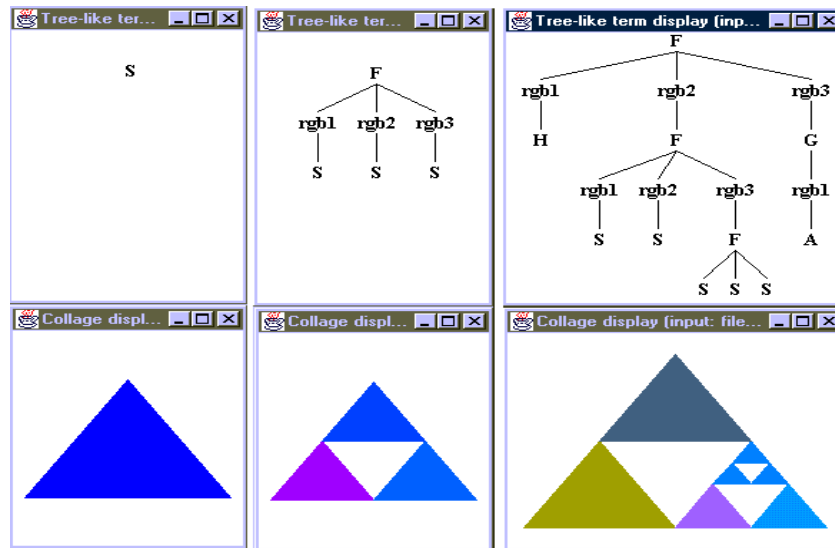 Tree-like ter...
S
Tree-like ter...
F
rgb1 rgb2 rgb3
S S S
Tree-like term display (inp...
F
rgb1 rgb2 rgb3
H F G
rgb1 rgb2 rgb3 rgb1
S S F A
S S S
Collage displ...
Collage displ...
Collage display (input: file...